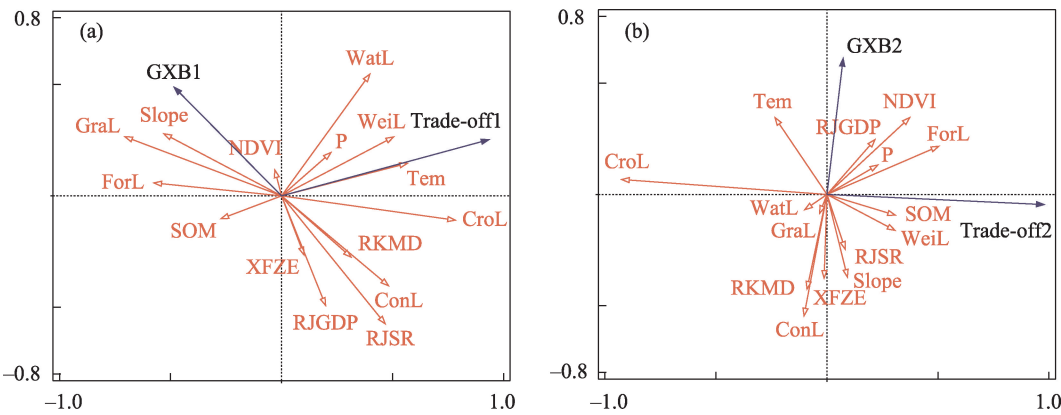 0.8
(a)
GXB1
WatL
GraL
Slope
WeiL
Trade-off1
NDVI
P
Tem
ForL
SOM
CroL
RKMD
XFZE
ConL
RJGDP
RJSR
–0.8
–1.0
1.0
0.8
(b)
GXB2
Tem
NDVI
RJGDP
ForL
P
CroL
WatL
SOM
GraL
WeiL
Trade-off2
RJSR
RKMD
Slope
XFZE
ConL
–0.8
–1.0
1.0